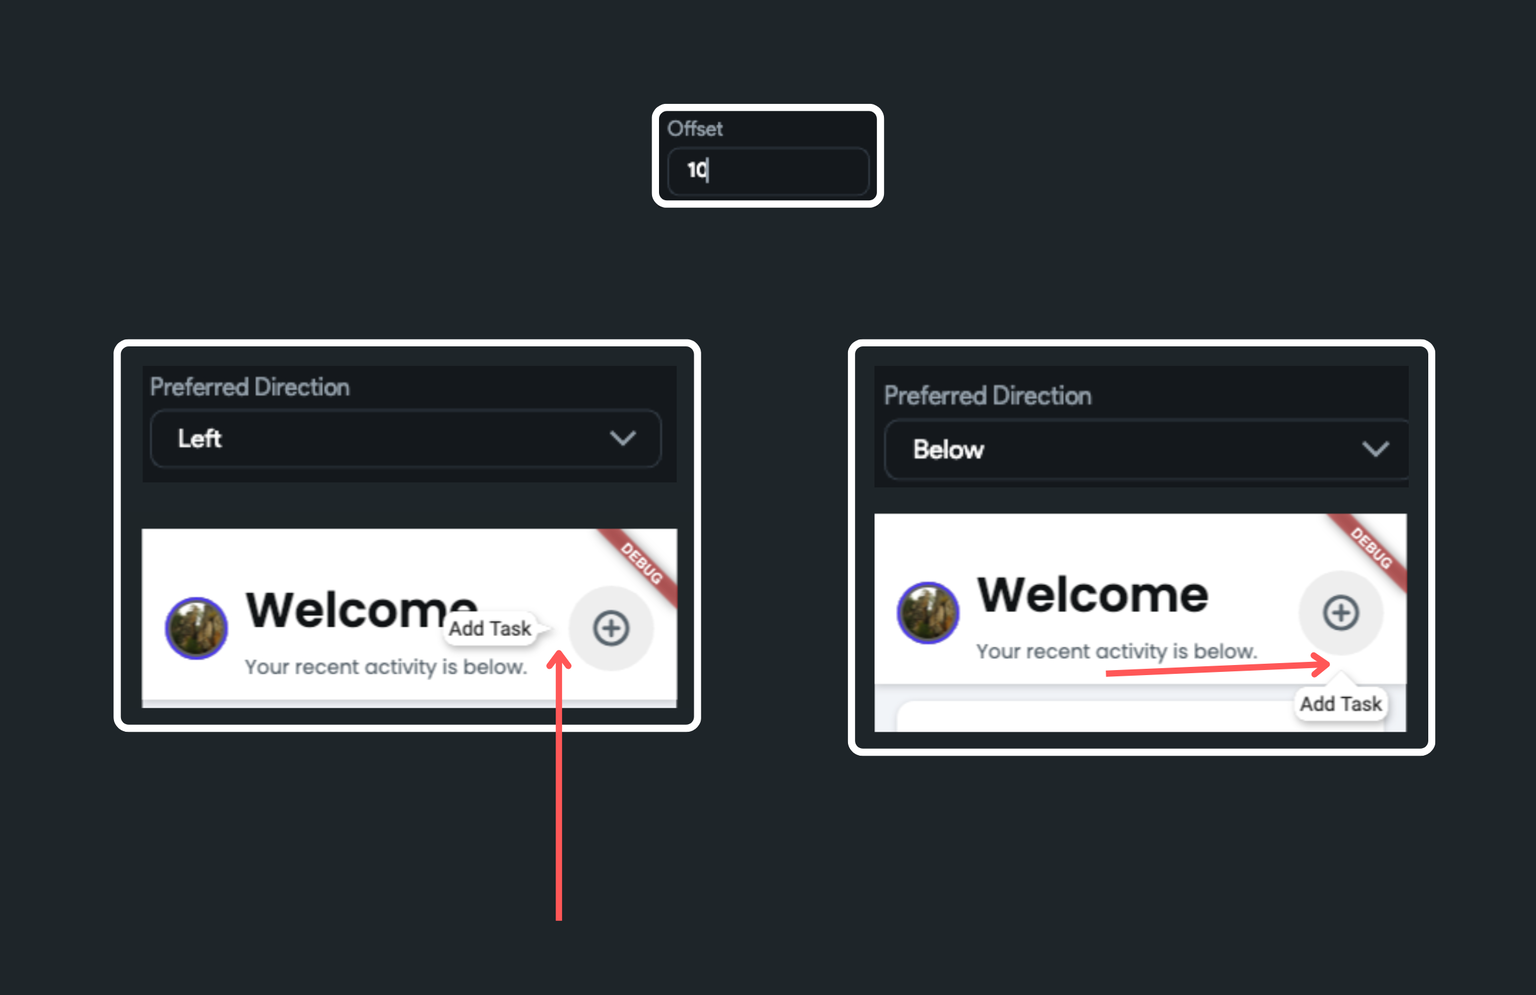 Offset
10
Preferred Direction
Left
DEBUG
Welcome
Add Task
Your recent activity is below.
Preferred Direction
Below
DEBUG
Welcome
Your recent activity is below.
Add Task